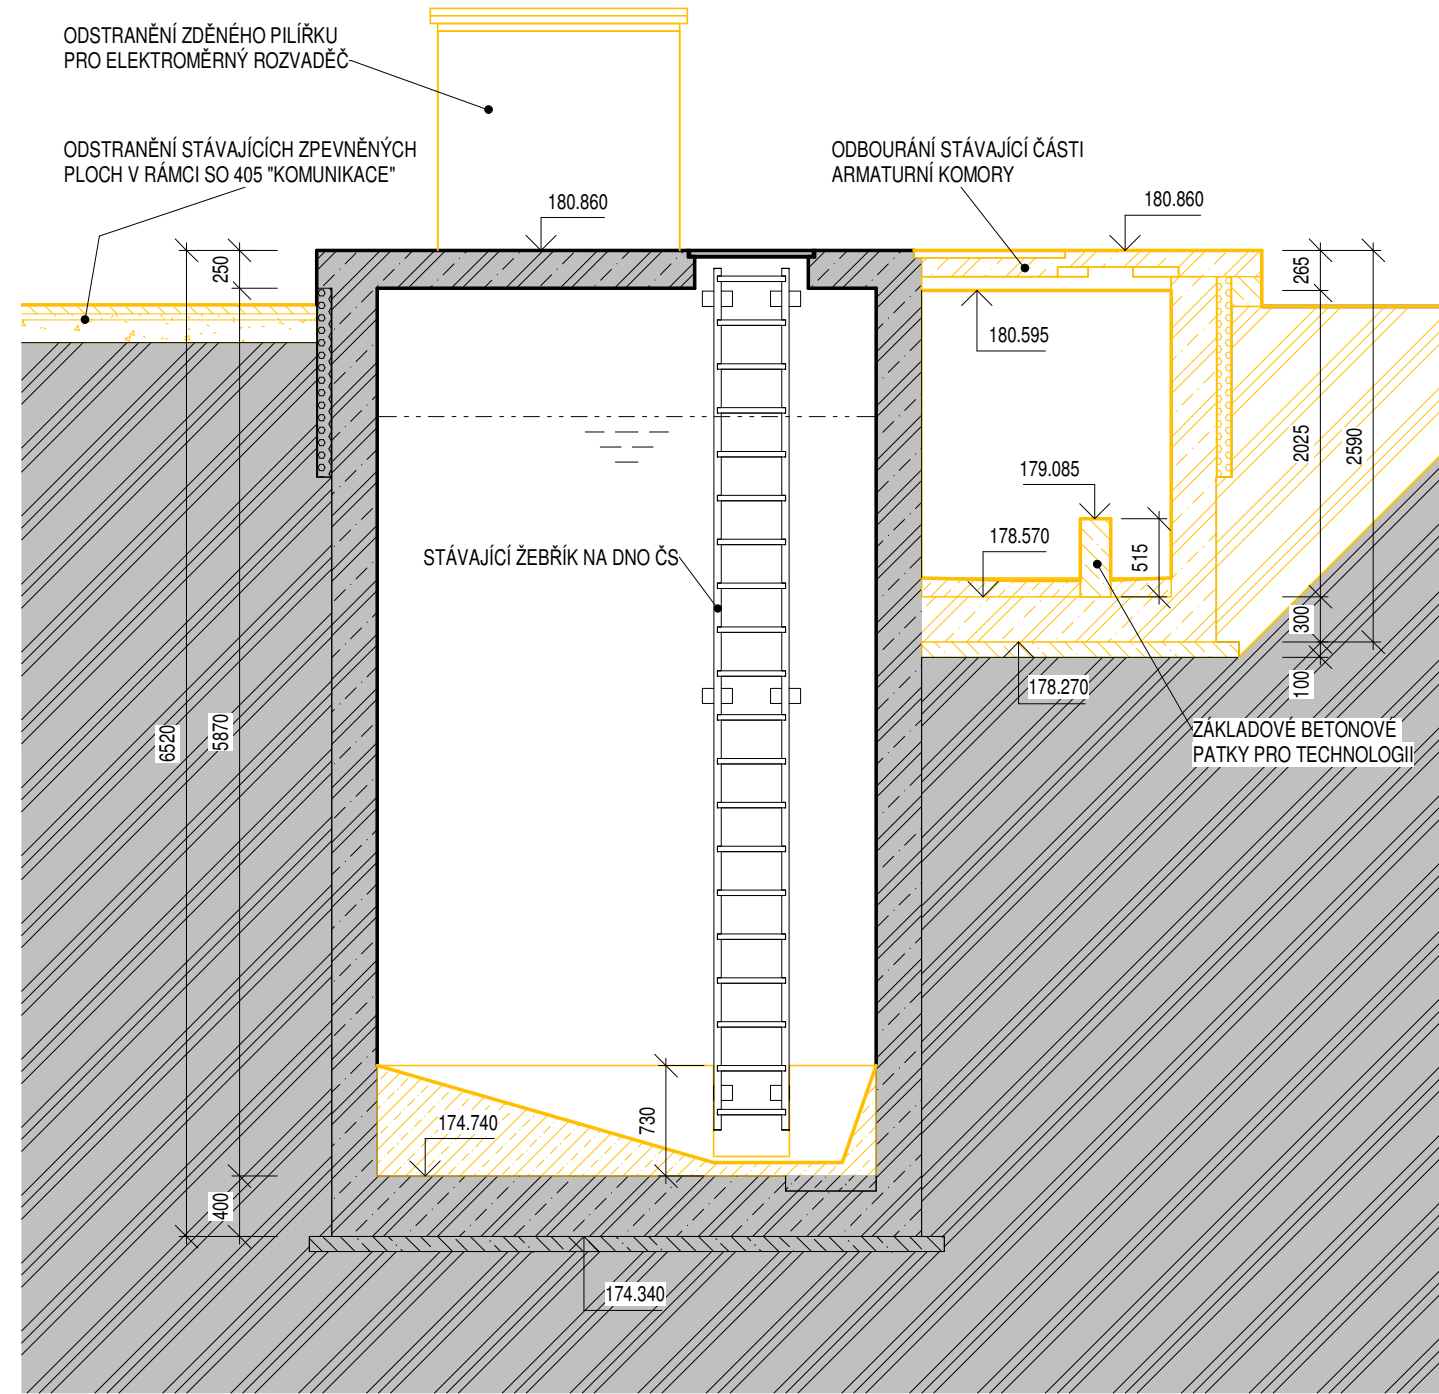 ODSTRANĚNÍ ZDĚNÉHO PILÍŘKU
PRO ELEKTROMĚRNÝ ROZVADĚČ
ODSTRANĚNÍ STÁVAJÍCÍCH ZPEVNĚNÝCH
PLOCH V RÁMCI SO 405 "KOMUNIKACE"
ODBOURÁNÍ STÁVAJÍCÍ ČÁSTI
ARMATURNÍ KOMORY
180.860
180.860
250
265
180.595
2025
2590
179.085
178.570
515
STÁVAJÍCÍ ŽEBŘÍK NA DNO ČS
300
100
178.270
ZÁKLADOVÉ BETONOVÉ
PATKY PRO TECHNOLOGII
6520
5870
730
174.740
400
174.340